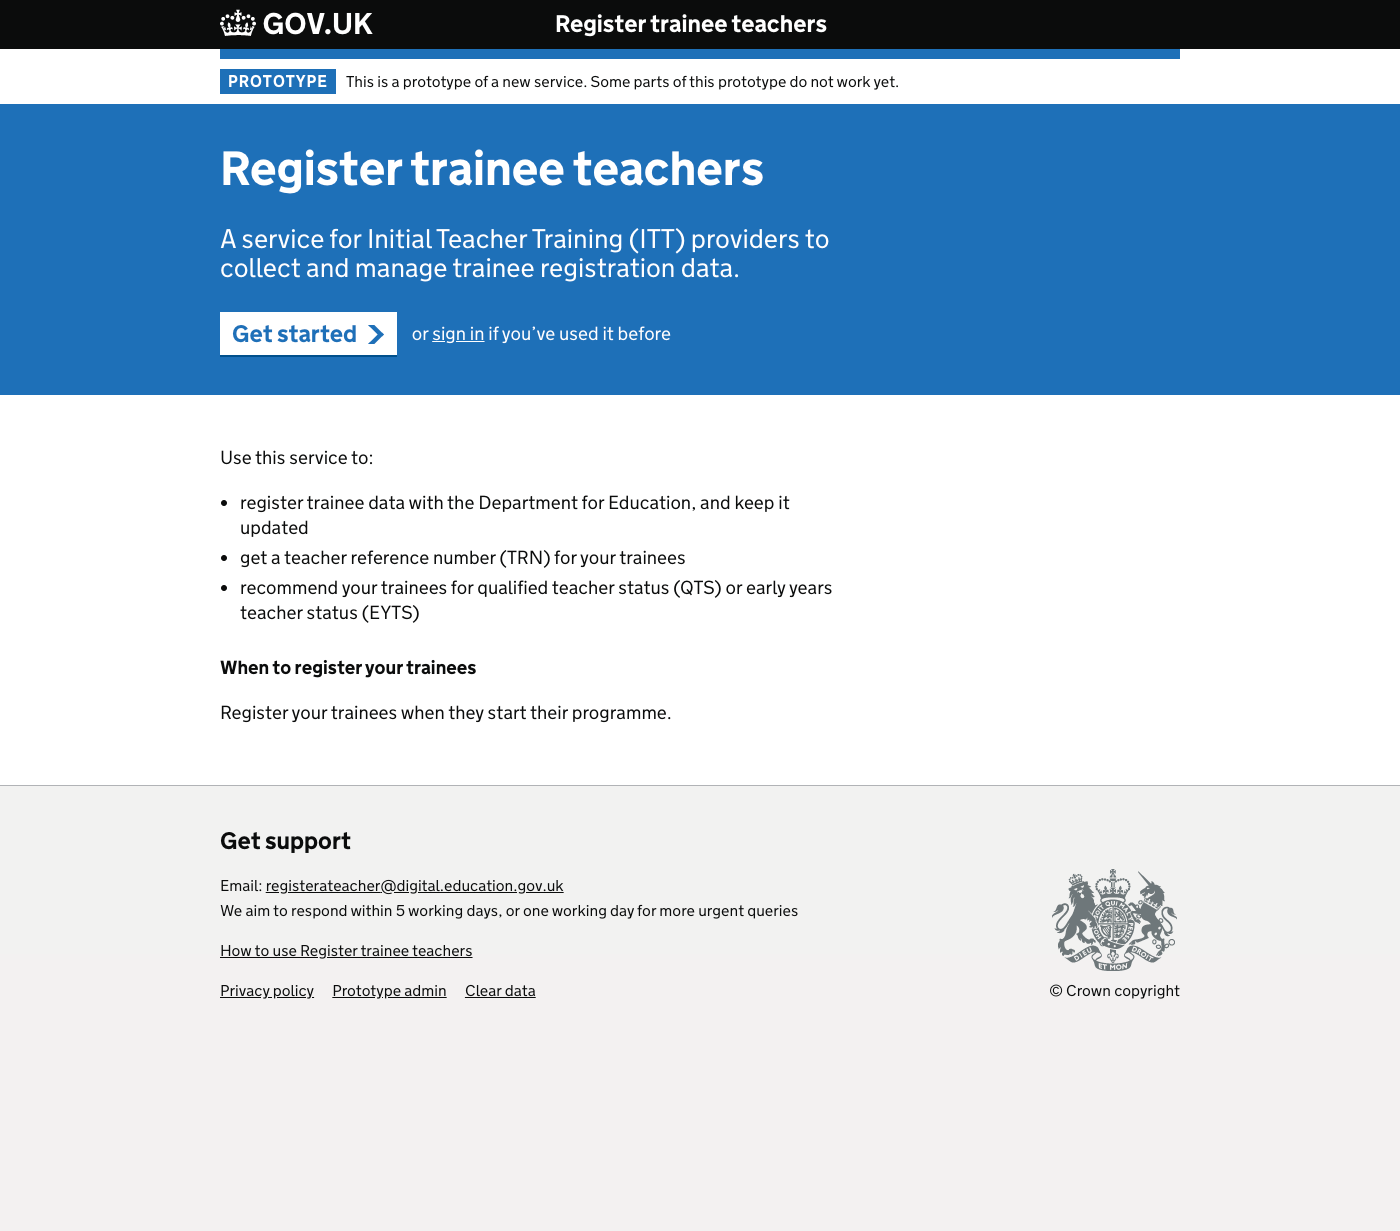 GOV.UK
Register trainee teachers
PROTOTYPE
This is a prototype of a new service. Some parts of this prototype do not work yet.
Register trainee teachers
A service for Initial Teacher Training (ITT) providers to
collect and manage trainee registration data.
Get started
or sign in if you’ve used it before
Use this service to:
• register trainee data with the Department for Education, and keep it
updated
• get a teacher reference number (TRN) for your trainees
• recommend your trainees for qualified teacher status (QTS) or early years
teacher status (EYTS)
When to register your trainees
Register your trainees when they start their programme.
Get support
Email: registerateacher@digital.education.gov.uk
We aim to respond within 5 working days, or one working day for more urgent queries
How to use Register trainee teachers
Privacy policy
Prototype admin
Clear data
DIEU ET MON DROIT
© Crown copyright